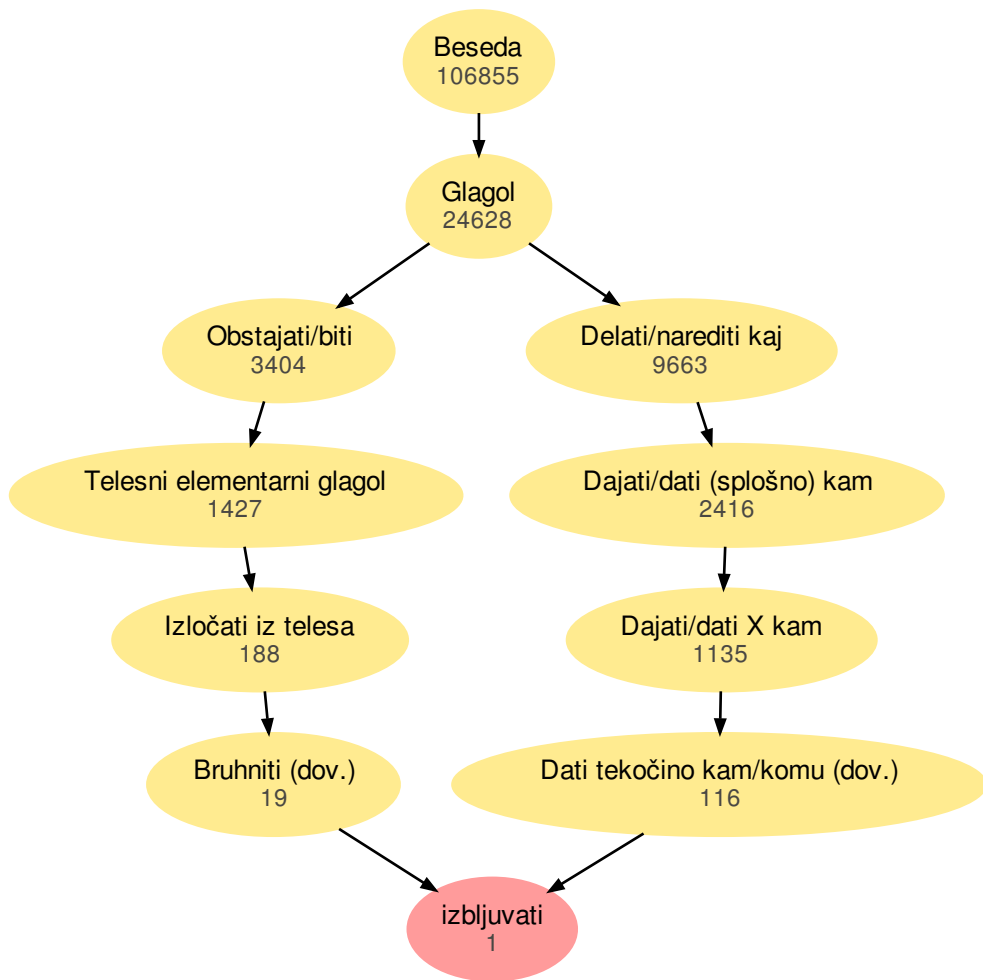 Beseda
106855
Glagol
24628
Obstajati/biti
3404
Delati/narediti kaj
9663
Telesni elementarni glagol
1427
Dajati/dati (splošno) kam
2416
Izločati iz telesa
188
Dajati/dati X kam
1135
Bruhniti (dov.)
19
Dati tekočino kam/komu (dov.)
116
izbljuvati
1